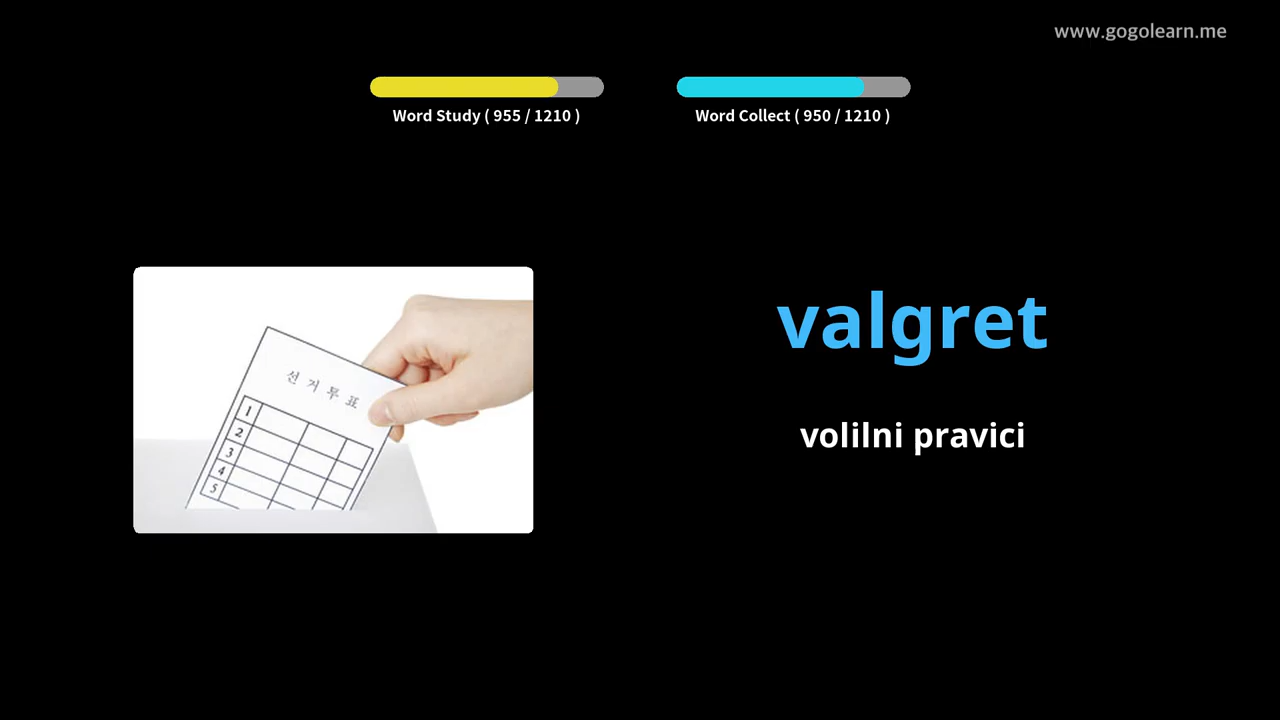 www.gogolearn.me
Word Study ( 955 / 1210 )
Word Collect ( 950 / 1210 )
선거투표
1
2
3
4
5
valgret
volilni pravici